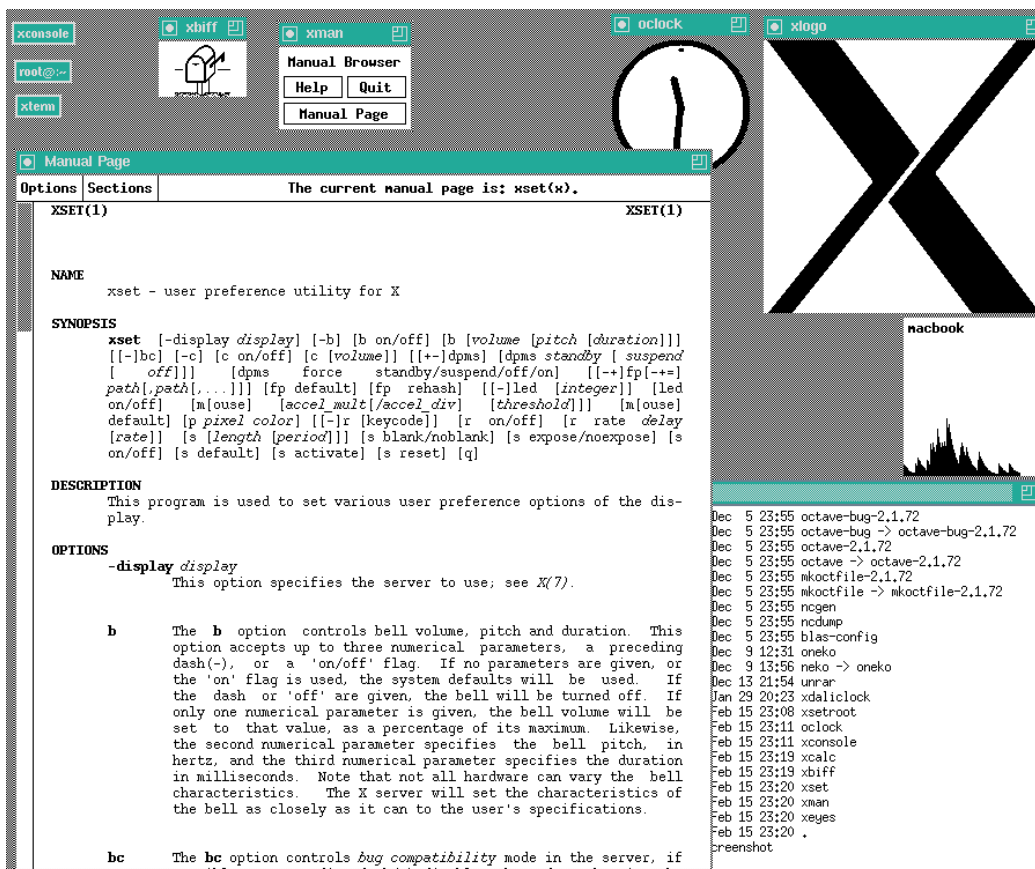 xconsole
root@:~
xterm
xbiff
xman
Manual Browser
Help Quit
Manual Page
oclock
xlogo
Manual Page
Options Sections The current manual page is: xset(x).
XSET(1) XSET(1)
NAME
xset - user preference utility for X
SYNOPSIS
xset [-display display] [-b] [b on/off] [b [volume [pitch [duration]]]
[[-]bc] [-c] [c on/off] [c [volume]] [[+-]dpms] [dpms standby [ suspend
[ off]]] [dpms force standby/suspend/off/on] [[-+]fp[-+=]
path[,path[,...]]] [fp default] [fp rehash] [[-]led [integer]] [led
on/off] [m[ouse] [accel_mult[/accel_div] [threshold]]] [m[ouse]
default] [p pixel color] [[-]r [keycode]] [r on/off] [r rate delay
[rate]] [s [length [period]]] [s blank/noblank] [s expose/noexpose] [s
on/off] [s default] [s activate] [s reset] [q]
DESCRIPTION
This program is used to set various user preference options of the dis-
play.
OPTIONS
-display display
This option specifies the server to use; see X(7).
b The b option controls bell volume, pitch and duration. This
option accepts up to three numerical parameters, a preceding
dash(-), or a 'on/off' flag. If no parameters are given, or
the 'on' flag is used, the system defaults will be used. If
the dash or 'off' are given, the bell will be turned off. If
only one numerical parameter is given, the bell volume will be
set to that value, as a percentage of its maximum. Likewise,
the second numerical parameter specifies the bell pitch, in
hertz, and the third numerical parameter specifies the duration
in milliseconds. Note that not all hardware can vary the bell
characteristics. The X server will set the characteristics of
the bell as closely as it can to the user's specifications.
bc The bc option controls bug compatibility mode in the server, if
macbook
Dec 5 23:55 octave-bug-2.1.72
Dec 5 23:55 octave-bug -> octave-bug-2.1.72
Dec 5 23:55 octave-2.1.72
Dec 5 23:55 octave -> octave-2.1.72
Dec 5 23:55 mkoctfile-2.1.72
Dec 5 23:55 mkoctfile -> mkoctfile-2.1.72
Dec 5 23:55 ncgen
Dec 5 23:55 ncdump
Dec 5 23:55 blas-config
Dec 9 12:31 oneko
Dec 9 13:56 neko -> oneko
Dec 13 21:54 unrar
Jan 29 20:23 xdaliclock
Feb 15 23:08 xsetroot
Feb 15 23:11 oclock
Feb 15 23:11 xconsole
Feb 15 23:19 xcalc
Feb 15 23:19 xbiff
Feb 15 23:20 xset
Feb 15 23:20 xman
Feb 15 23:20 xeyes
Feb 15 23:20 .
creenshot